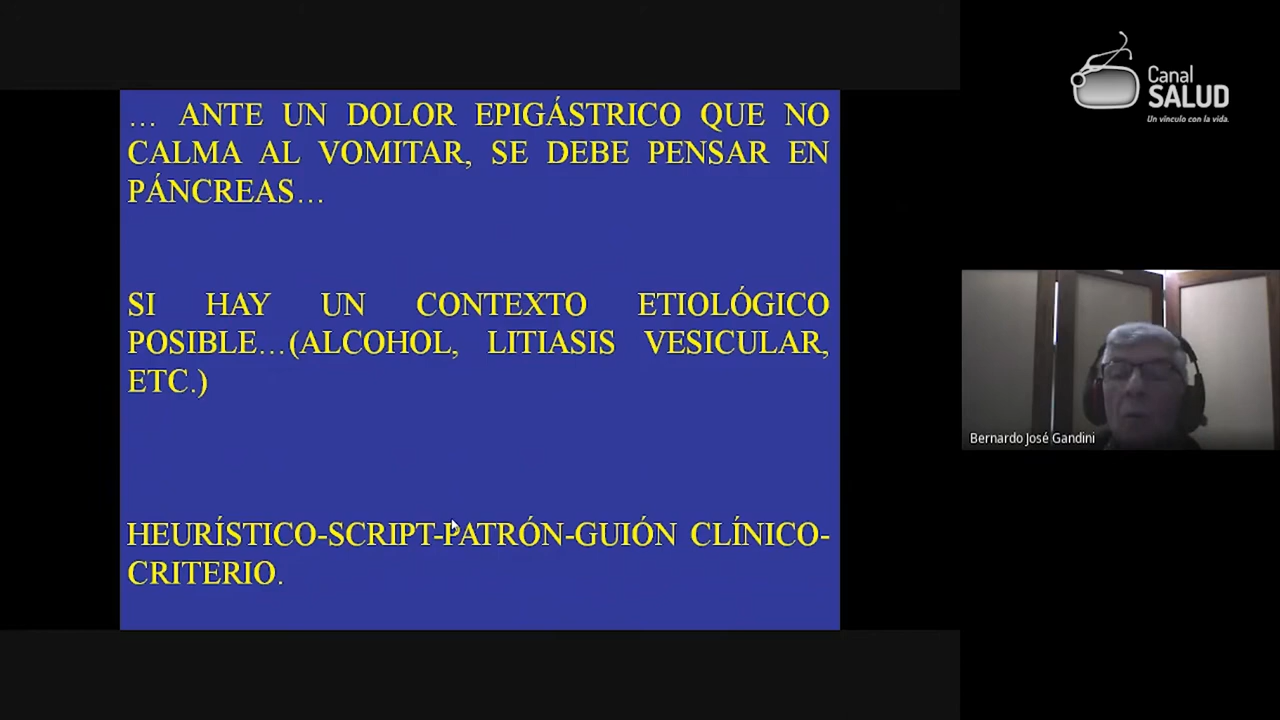 … ANTE UN DOLOR EPIGÁSTRICO QUE NO
CALMA AL VOMITAR, SE DEBE PENSAR EN
PÁNCREAS…
SI HAY UN CONTEXTO ETIOLÓGICO
POSIBLE…(ALCOHOL, LITIASIS VESICULAR,
ETC.)
HEURÍSTICO-SCRIPT-PATRÓN-GUIÓN CLÍNICO-
CRITERIO.
Canal
SALUD
Un vínculo con la vida.
Bernardo José Gandini